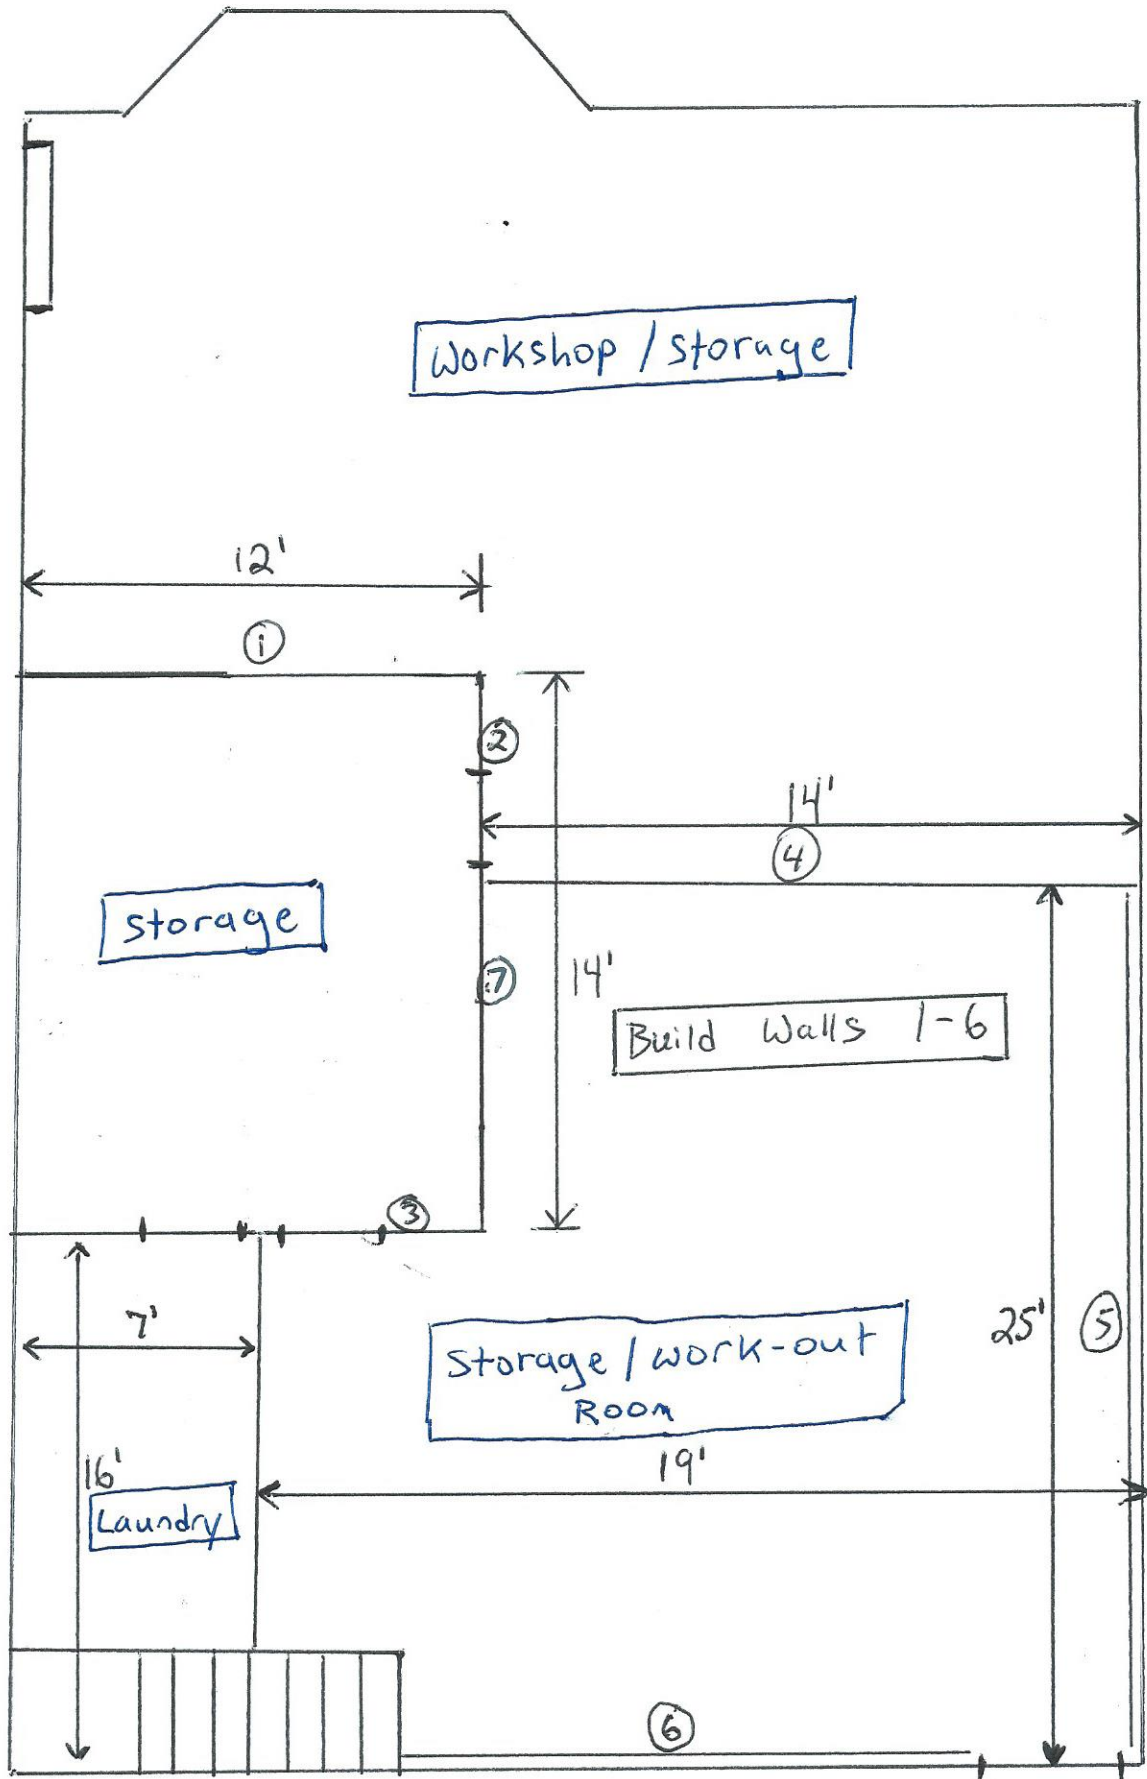 Workshop / Storage
12'
1
2
14'
4
Storage
7
14'
Build Walls 1-6
3
7'
Storage / work-out
Room
25'
5
16'
19'
Laundry
6